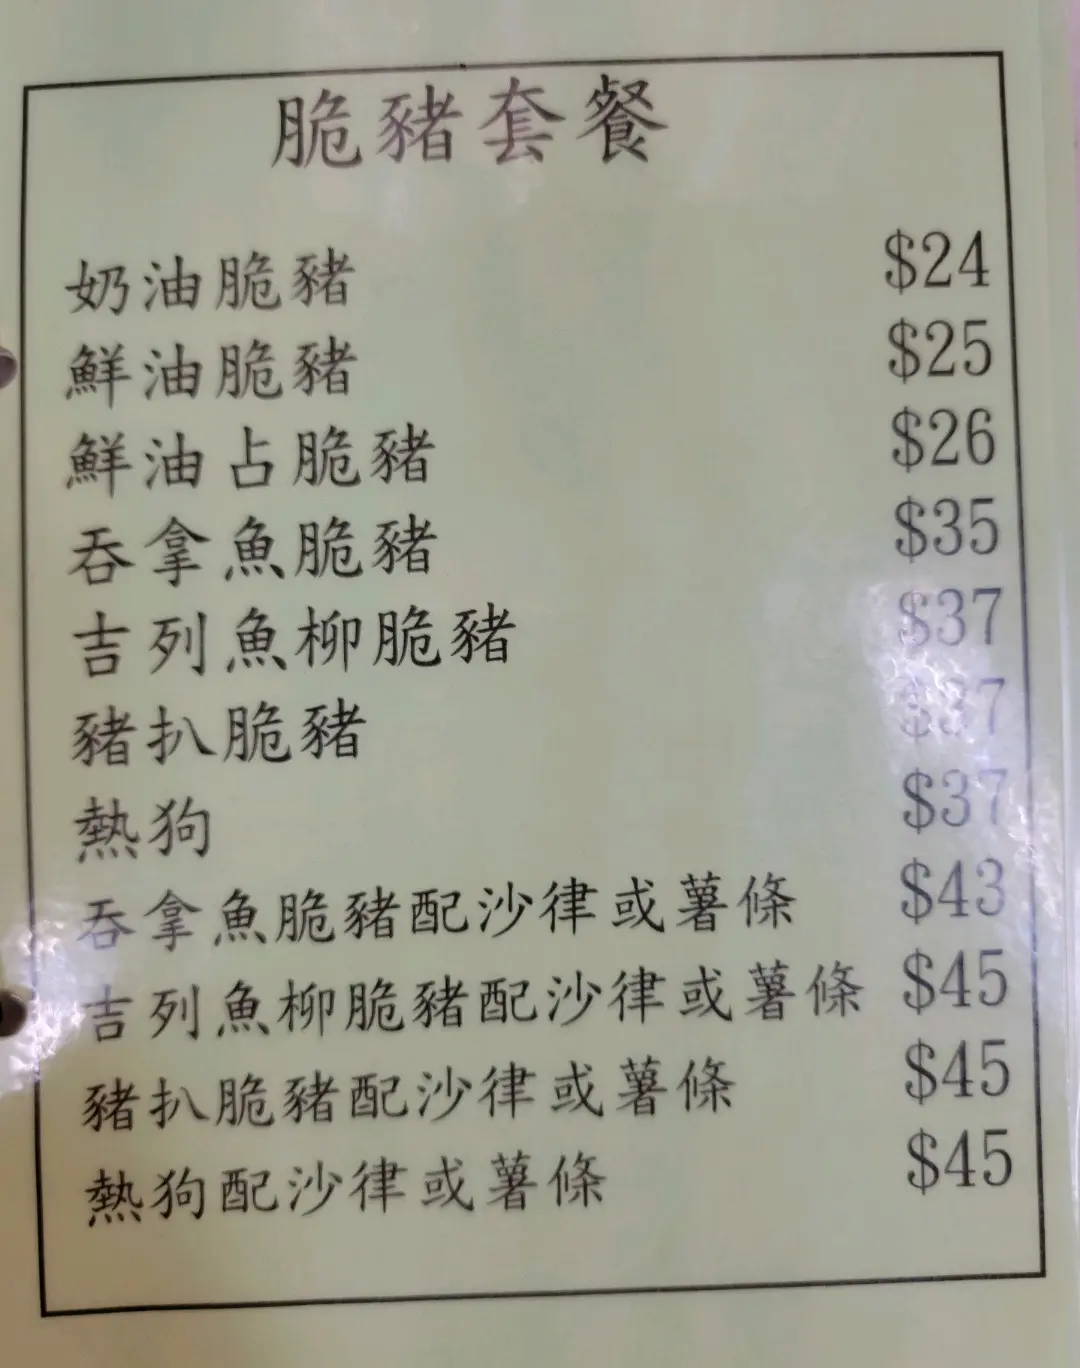 脆豬套餐
奶油脆豬 $24
鮮油脆豬 $25
鮮油占脆豬 $26
吞拿魚脆豬 $35
吉列魚柳脆豬 $37
豬扒脆豬 $37
熱狗 $37
吞拿魚脆豬配沙律或薯條 $43
吉列魚柳脆豬配沙律或薯條 $45
豬扒脆豬配沙律或薯條 $45
熱狗配沙律或薯條 $45